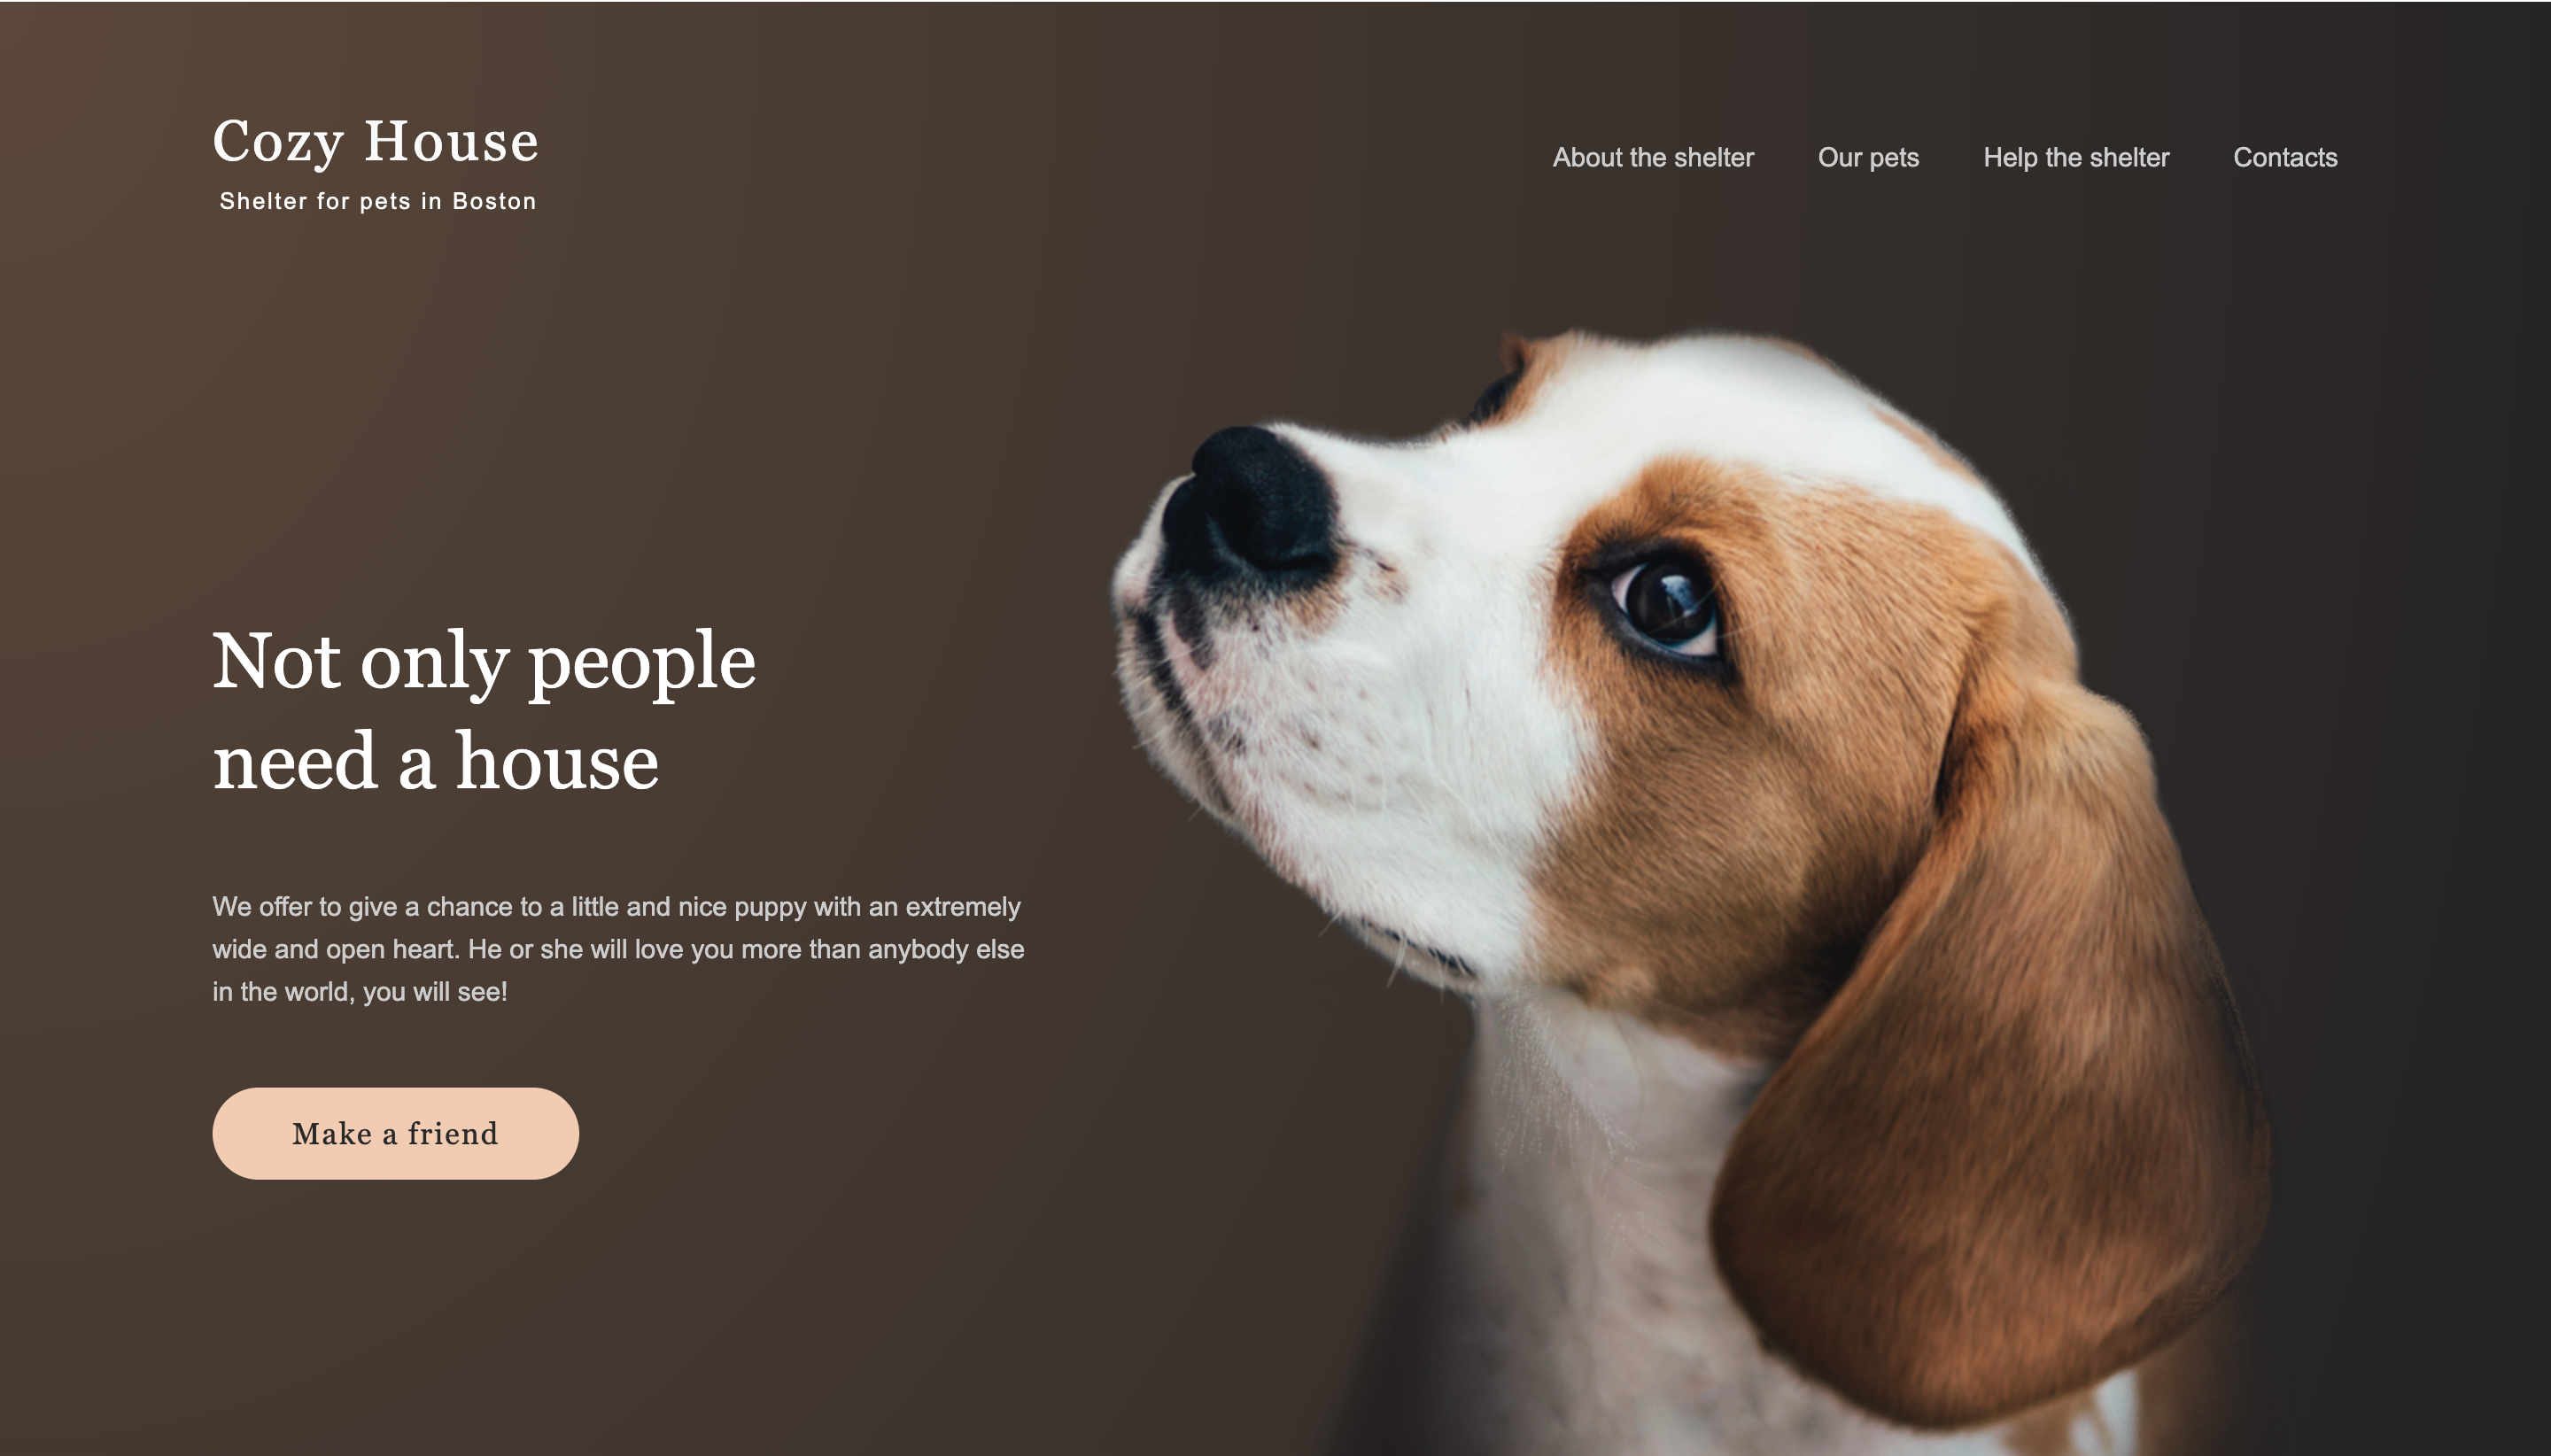 Cozy House
Shelter for pets in Boston
About the shelter
Our pets
Help the shelter
Contacts
Not only people
need a house
We offer to give a chance to a little and nice puppy with an extremely
wide and open heart. He or she will love you more than anybody else
in the world, you will see!
Make a friend